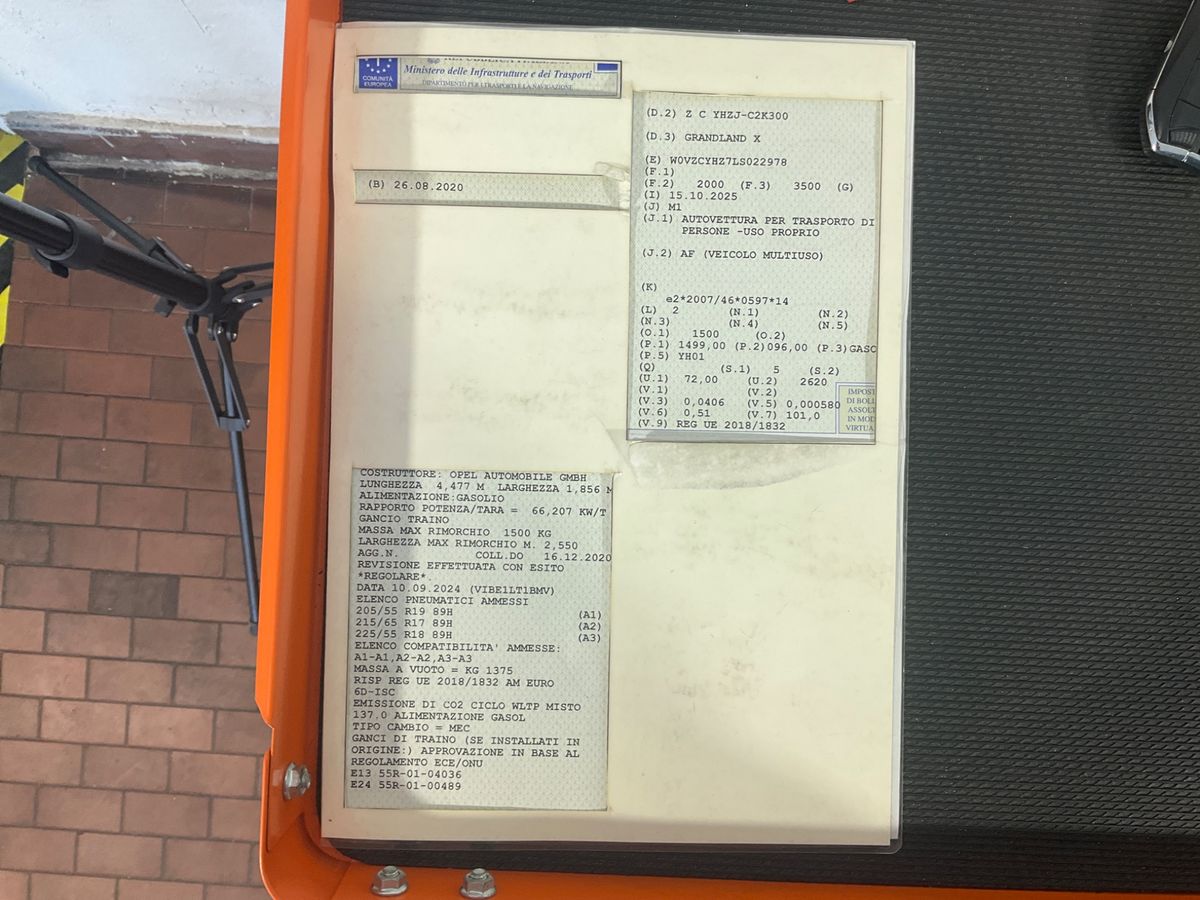 COMUNITÀ
EUROPEA
Ministero delle Infrastrutture e dei Trasporti
DIPARTIMENTO PER I TRASPORTI E LA NAVIGAZIONE
(B) 26.08.2020
(D.2) Z C YHZJ-C2K300
(D.3) GRANDLAND X
(E) W0VZCYHZ7LS022978
(F.1)
(F.2) 2000 (F.3) 3500 (G)
(I) 15.10.2025
(J) M1
(J.1) AUTOVETTURA PER TRASPORTO DI
PERSONE -USO PROPRIO
(J.2) AF (VEICOLO MULTIUSO)
(K)
e2*2007/46*0597*14
(L) 2 (N.1) (N.2)
(N.3) (N.4) (N.5)
(O.1) 1500 (O.2)
(P.1) 1499,00 (P.2)096,00 (P.3)GASO
(P.5) YH01
(Q) (S.1) 5 (S.2)
(U.1) 72,00 (U.2) 2620
(V.1) (V.2)
(V.3) 0,0406 (V.5) 0,000580
(V.6) 0,51 (V.7) 101,0
(V.9) REG UE 2018/1832
IMPOST
DI BOLL
ASSOLT
IN MOD
VIRTUA
COSTRUTTORE: OPEL AUTOMOBILE GMBH
LUNGHEZZA 4,477 M LARGHEZZA 1,856 M
ALIMENTAZIONE:GASOLIO
RAPPORTO POTENZA/TARA = 66,207 KW/T
GANCIO TRAINO
MASSA MAX RIMORCHIO 1500 KG
LARGHEZZA MAX RIMORCHIO M. 2,550
AGG.N. COLL.DO 16.12.2020
REVISIONE EFFETTUATA CON ESITO
*REGOLARE*.
DATA 10.09.2024 (VIBE1LT1BMV)
ELENCO PNEUMATICI AMMESSI
205/55 R19 89H (A1)
215/65 R17 89H (A2)
225/55 R18 89H (A3)
ELENCO COMPATIBILITA' AMMESSE:
A1-A1,A2-A2,A3-A3
MASSA A VUOTO = KG 1375
RISP REG UE 2018/1832 AM EURO
6D-ISC
EMISSIONE DI CO2 CICLO WLTP MISTO
137.0 ALIMENTAZIONE GASOL
TIPO CAMBIO = MEC
GANCI DI TRAINO (SE INSTALLATI IN
ORIGINE:) APPROVAZIONE IN BASE AL
REGOLAMENTO ECE/ONU
E13 55R-01-04036
E24 55R-01-00489